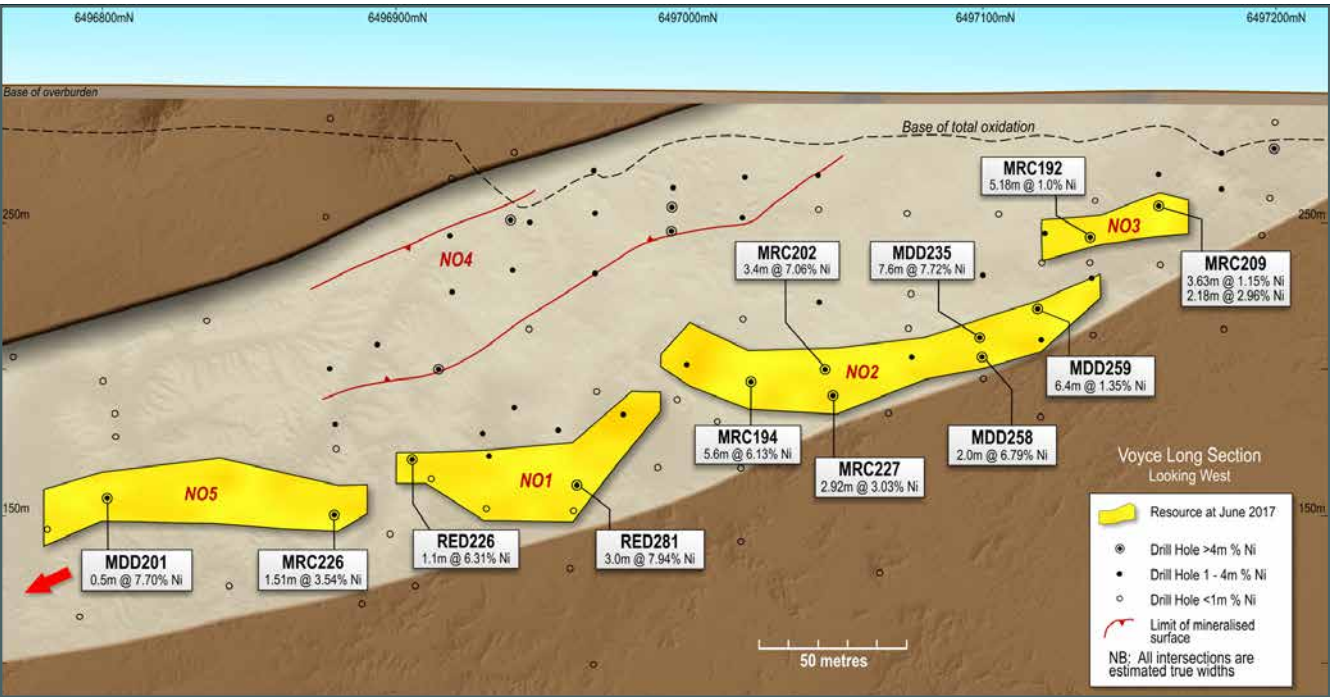 6496800mN
6496900mN
6497000mN
6497100mN
6497200mN
Base of overburden
Base of total oxidation
MRC192
5.18m @ 1.0% Ni
250m
250m
NO3
NO4
MRC202
3.4m @ 7.06% Ni
MDD235
7.6m @ 7.72% Ni
MRC209
3.63m @ 1.15% Ni
2.18m @ 2.96% Ni
NO2
MDD259
6.4m @ 1.35% Ni
MRC194
5.6m @ 6.13% Ni
MDD258
2.0m @ 6.79% Ni
MRC227
2.92m @ 3.03% Ni
NO5
NO1
150m
150m
MDD201
0.5m @ 7.70% Ni
MRC226
1.51m @ 3.54% Ni
RED226
1.1m @ 6.31% Ni
RED281
3.0m @ 7.94% Ni
50 metres
Voyce Long Section
Looking West
Resource at June 2017
Drill Hole >4m % Ni
Drill Hole 1 - 4m % Ni
Drill Hole <1m % Ni
Limit of mineralised
surface
NB: All intersections are
estimated true widths